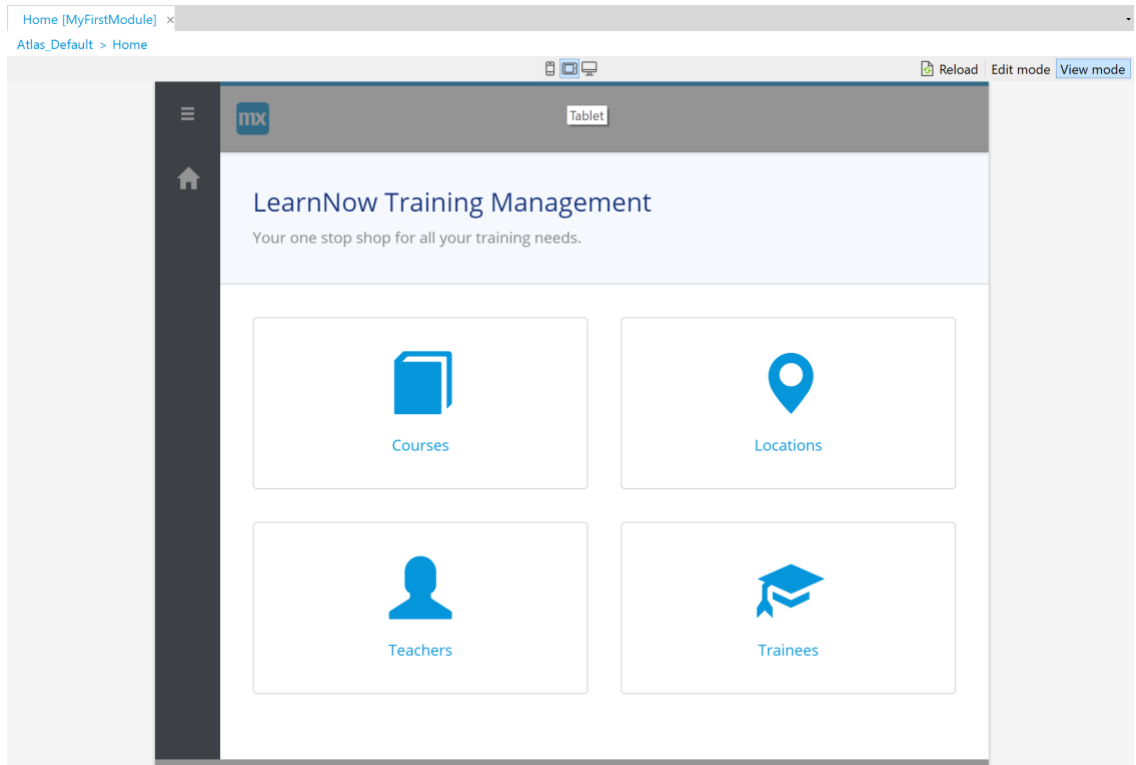 Home [MyFirstModule] ×
Atlas_Default > Home
Reload Edit mode View mode
mx
Tablet
LearnNow Training Management
Your one stop shop for all your training needs.
Courses
Locations
Teachers
Trainees